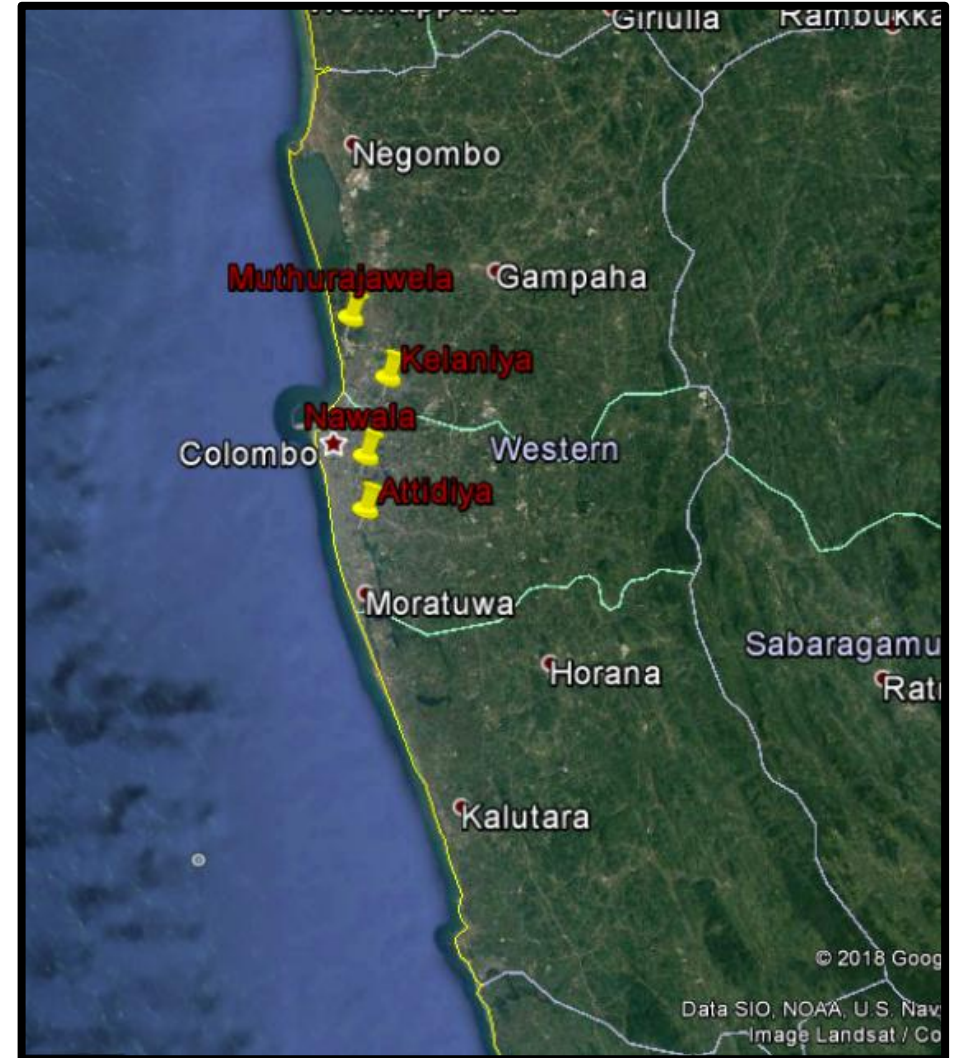 Giriulla
Rambukka
Negombo
Muthurajawela
Gampaha
Kelaniya
Nawala
Colombo
Western
Attidiya
Moratuwa
Sabaragamu
Horana
Rat
Kalutara
© 2018 Goog
Data SIO, NOAA, U.S. Nav
Image Landsat / Co